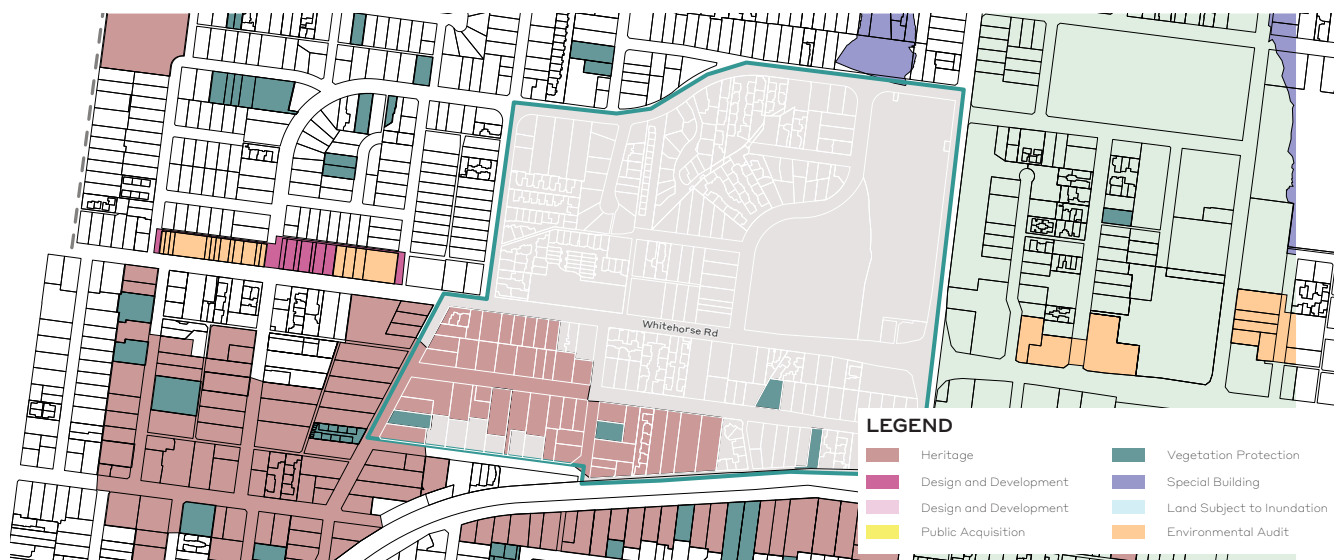 Whitehorse Rd
LEGEND
Heritage
Design and Development
Design and Development
Public Acquisition
Vegetation Protection
Special Building
Land Subject to Inundation
Environmental Audit